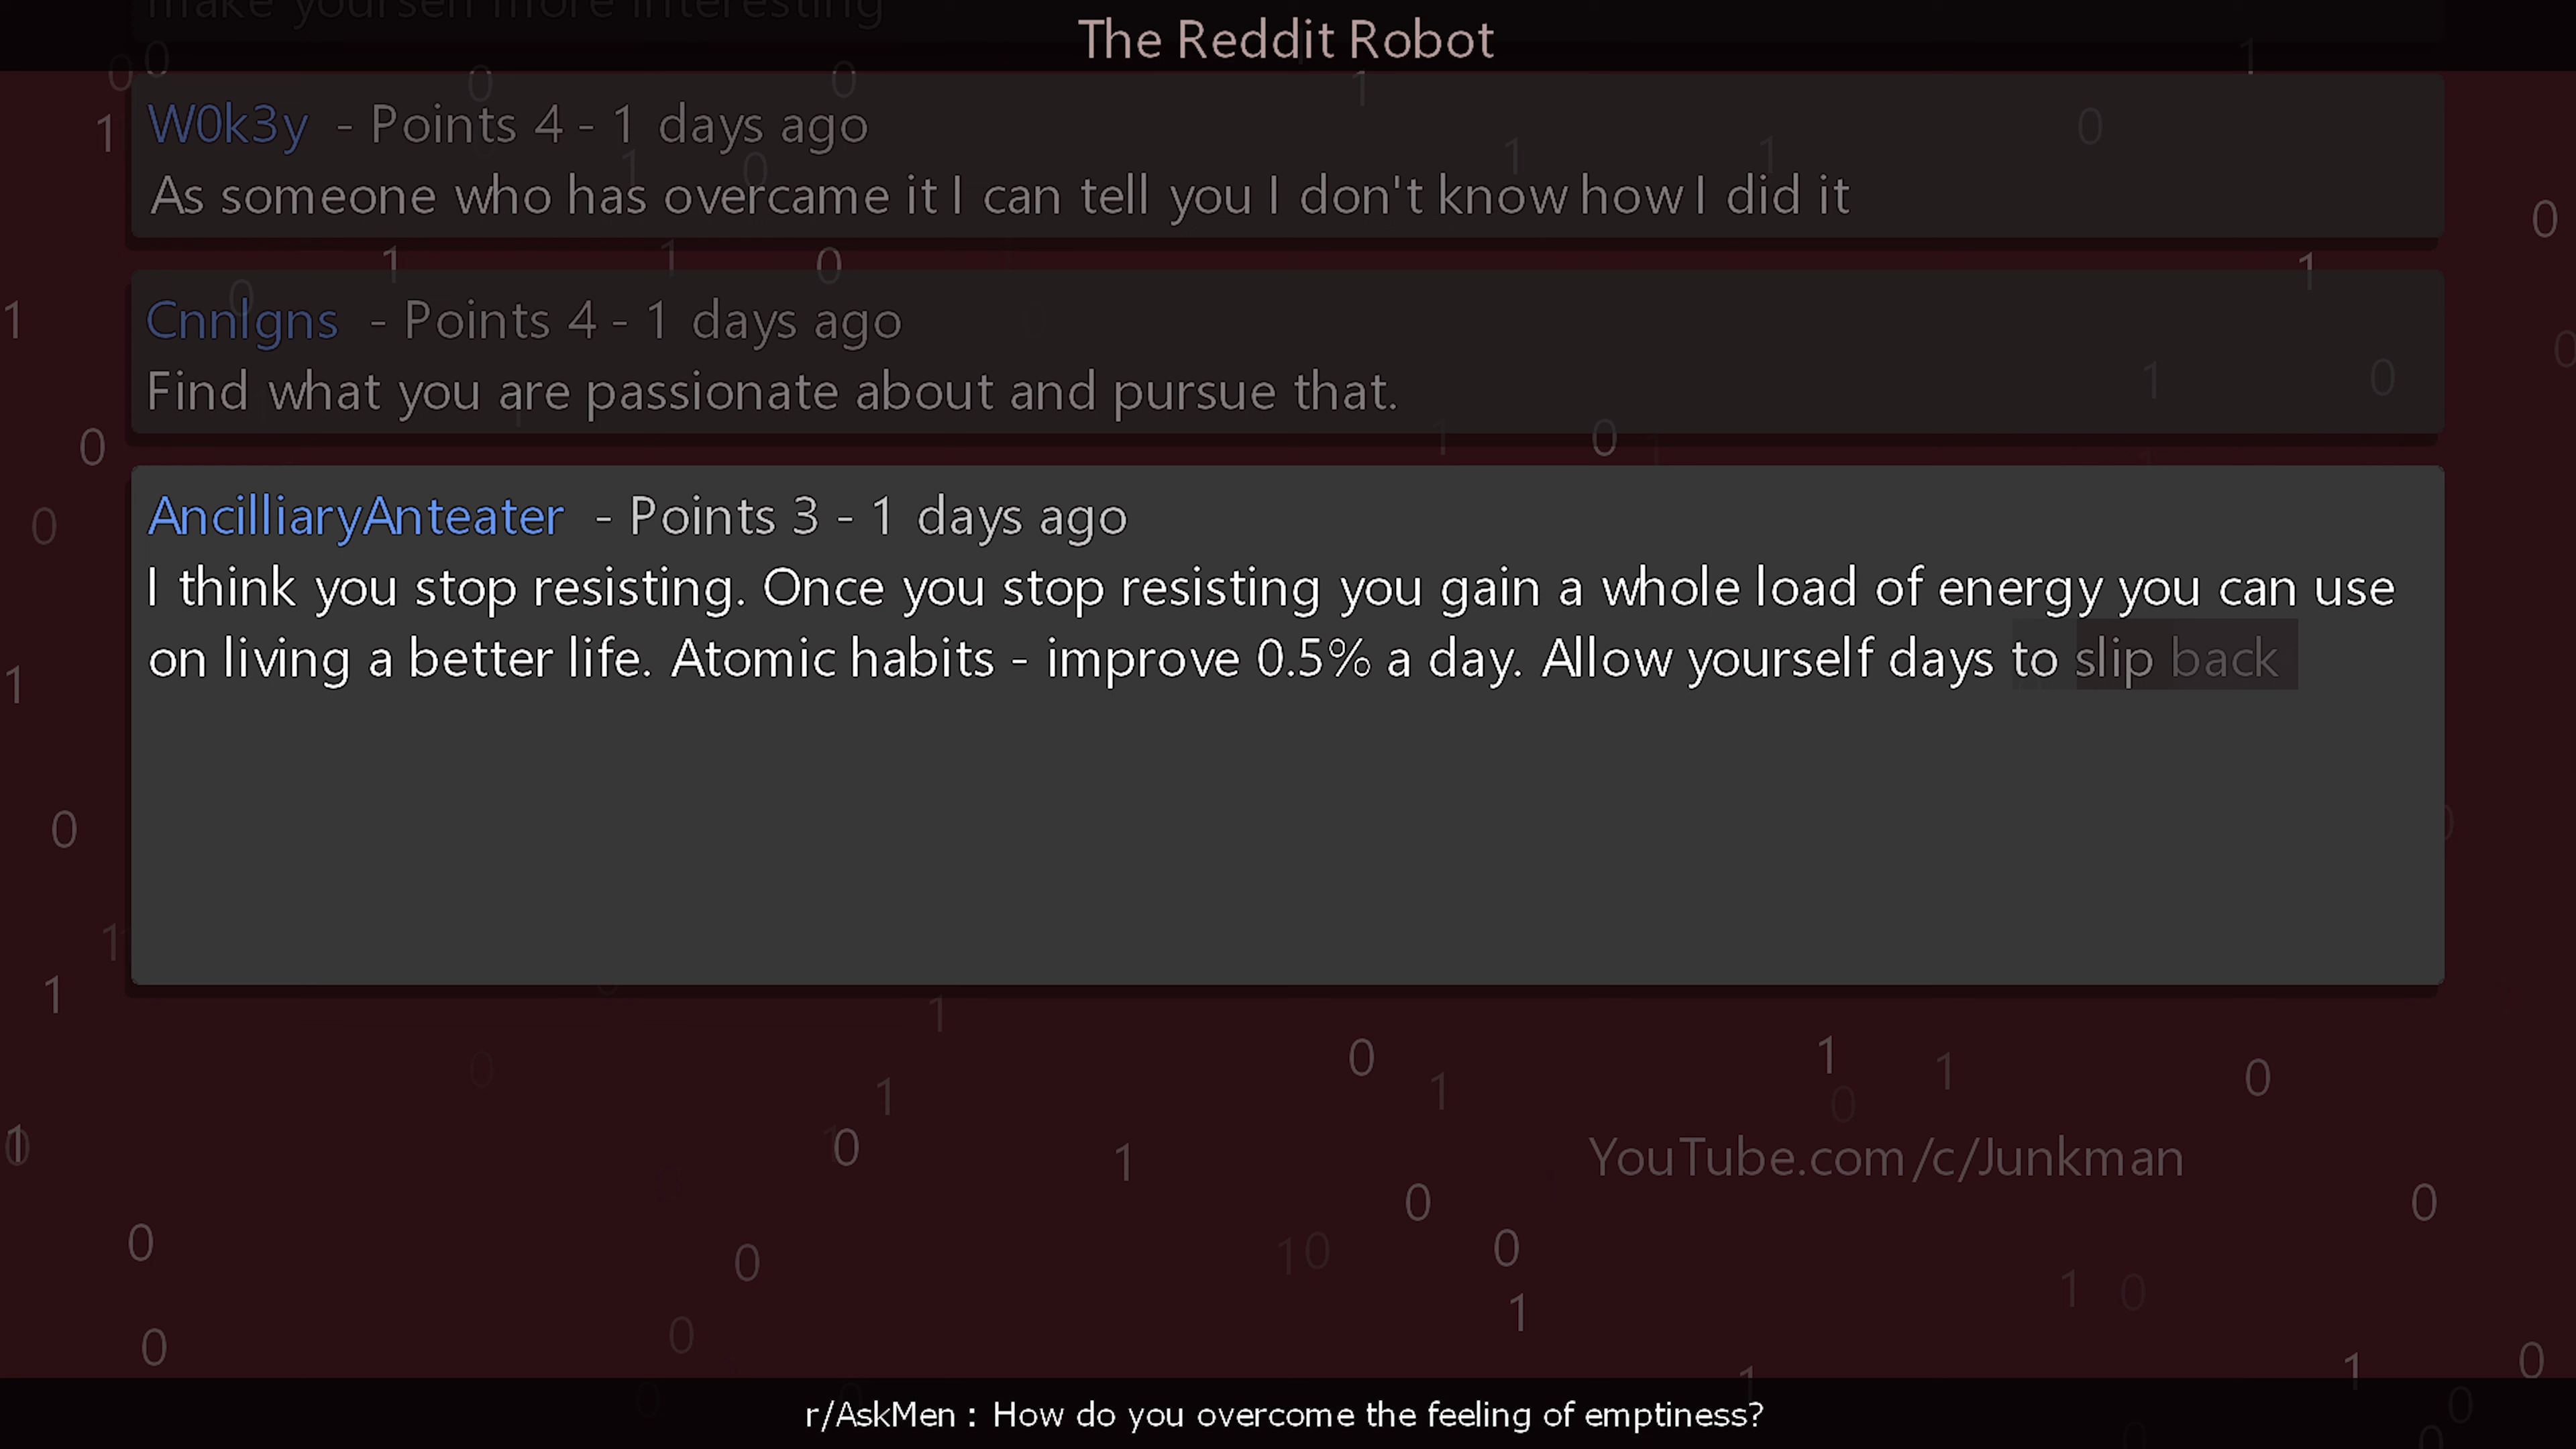 make yourself more interesting
The Reddit Robot
W0k3y - Points 4 - 1 days ago
As someone who has overcame it I can tell you I don't know how I did it
Cnnlgns - Points 4 - 1 days ago
Find what you are passionate about and pursue that.
AncilliaryAnteater - Points 3 - 1 days ago
I think you stop resisting. Once you stop resisting you gain a whole load of energy you can use
on living a better life. Atomic habits - improve 0.5% a day. Allow yourself days to slip back
YouTube.com/c/Junkman
r/AskMen : How do you overcome the feeling of emptiness?